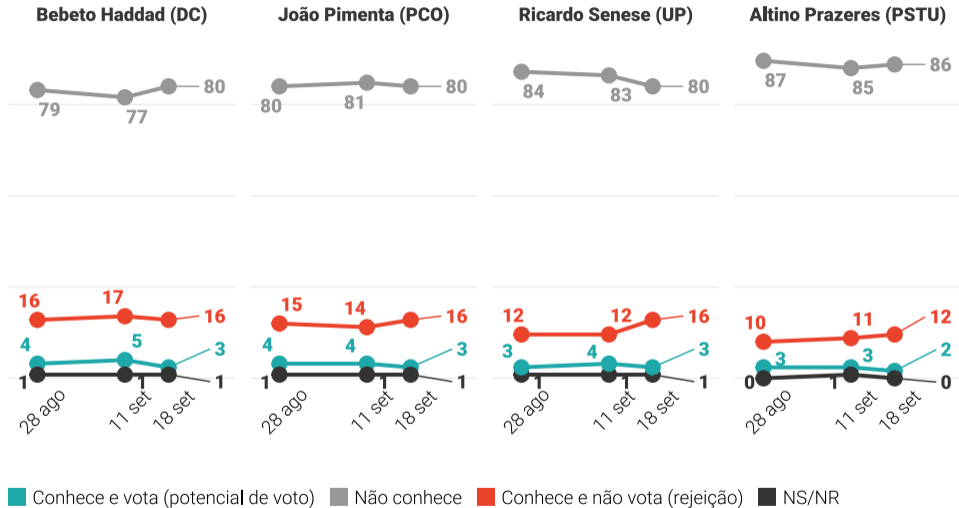 Bebeto Haddad (DC)
79
77
80
16
17
16
4
5
3
1
1
1
28 ago
11 set
18 set
João Pimenta (PCO)
80
81
80
15
14
16
4
4
3
1
1
1
28 ago
11 set
18 set
Ricardo Senese (UP)
84
83
80
12
12
16
3
4
3
1
1
1
28 ago
11 set
18 set
Altino Prazeres (PSTU)
87
85
86
10
11
12
3
3
2
0
1
0
28 ago
11 set
18 set
Conhece e vota (potencial de voto) Não conhece Conhece e não vota (rejeição) NS/NR